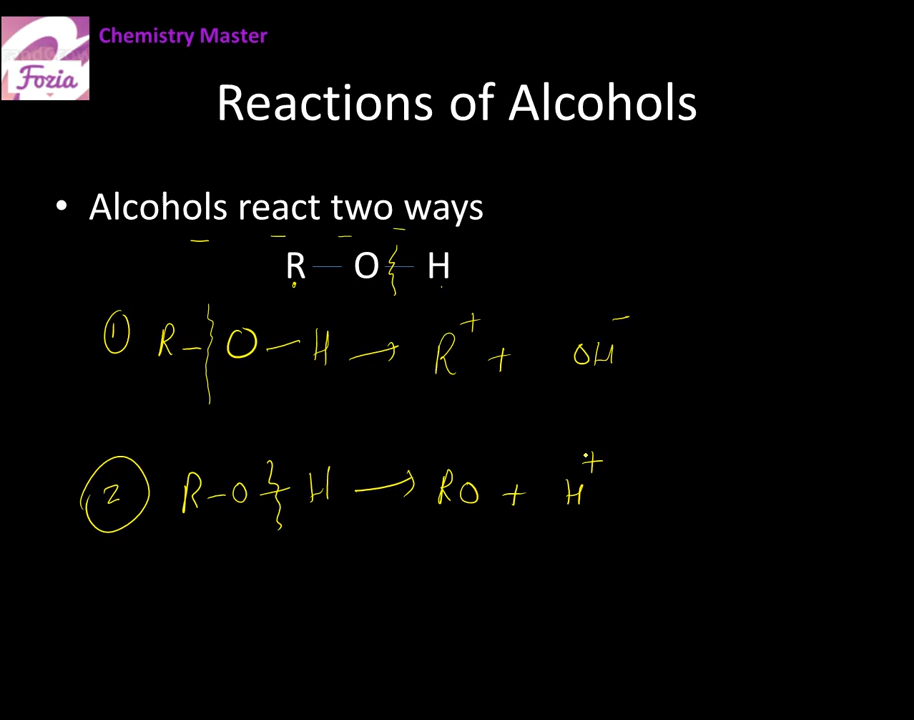 Chemistry Master
Fozia
Reactions of Alcohols
• Alcohols react two ways
R — O — H
① R - O — H → R⁺ + OH⁻
② R - O - H → RO + H⁺